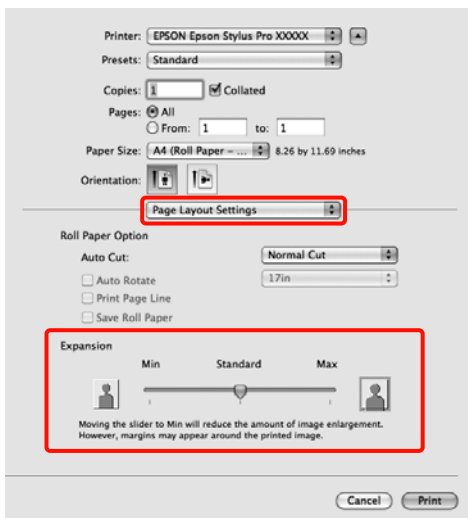 Printer: EPSON Epson Stylus Pro XXXXX
Presets: Standard
Copies: 1 Collated
Pages: All
From: 1 to: 1
Paper Size: A4 (Roll Paper – ... 8.26 by 11.69 inches
Orientation:
Page Layout Settings
Roll Paper Option
Auto Cut: Normal Cut
Auto Rotate 17in
Print Page Line
Save Roll Paper
Expansion
Min Standard Max
Moving the slider to Min will reduce the amount of image enlargement.
However, margins may appear around the printed image.
Cancel Print